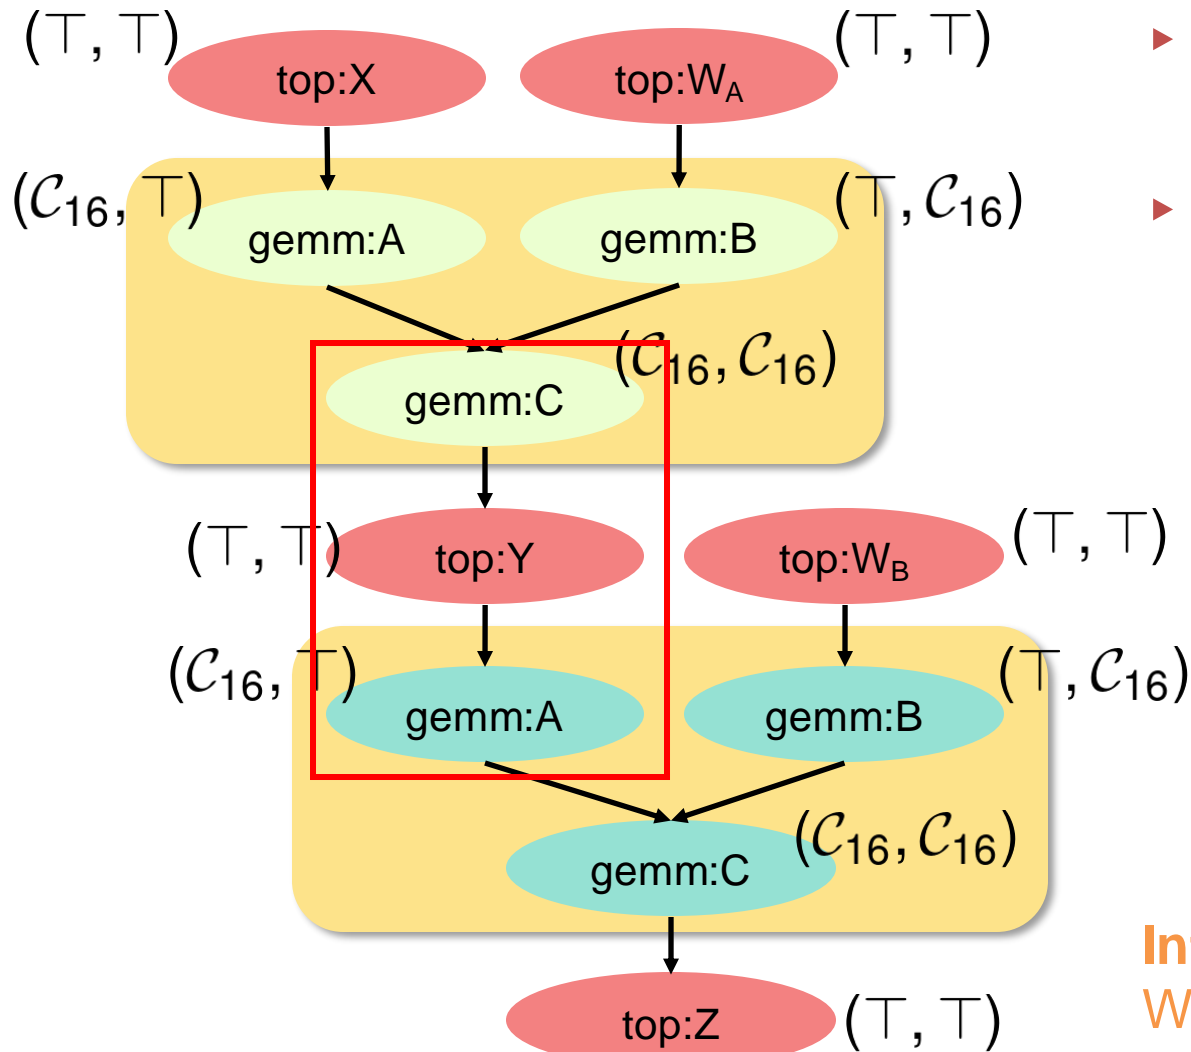 (⊤, ⊤) top:X top:W_A (⊤, ⊤)
(𝒞₁₆, ⊤) gemm:A gemm:B (⊤, 𝒞₁₆)
gemm:C (𝒞₁₆, 𝒞₁₆)
(⊤, ⊤) top:Y top:W_B (⊤, ⊤)
(𝒞₁₆, ⊤) gemm:A gemm:B (⊤, 𝒞₁₆)
gemm:C (𝒞₁₆, 𝒞₁₆)
top:Z (⊤, ⊤)